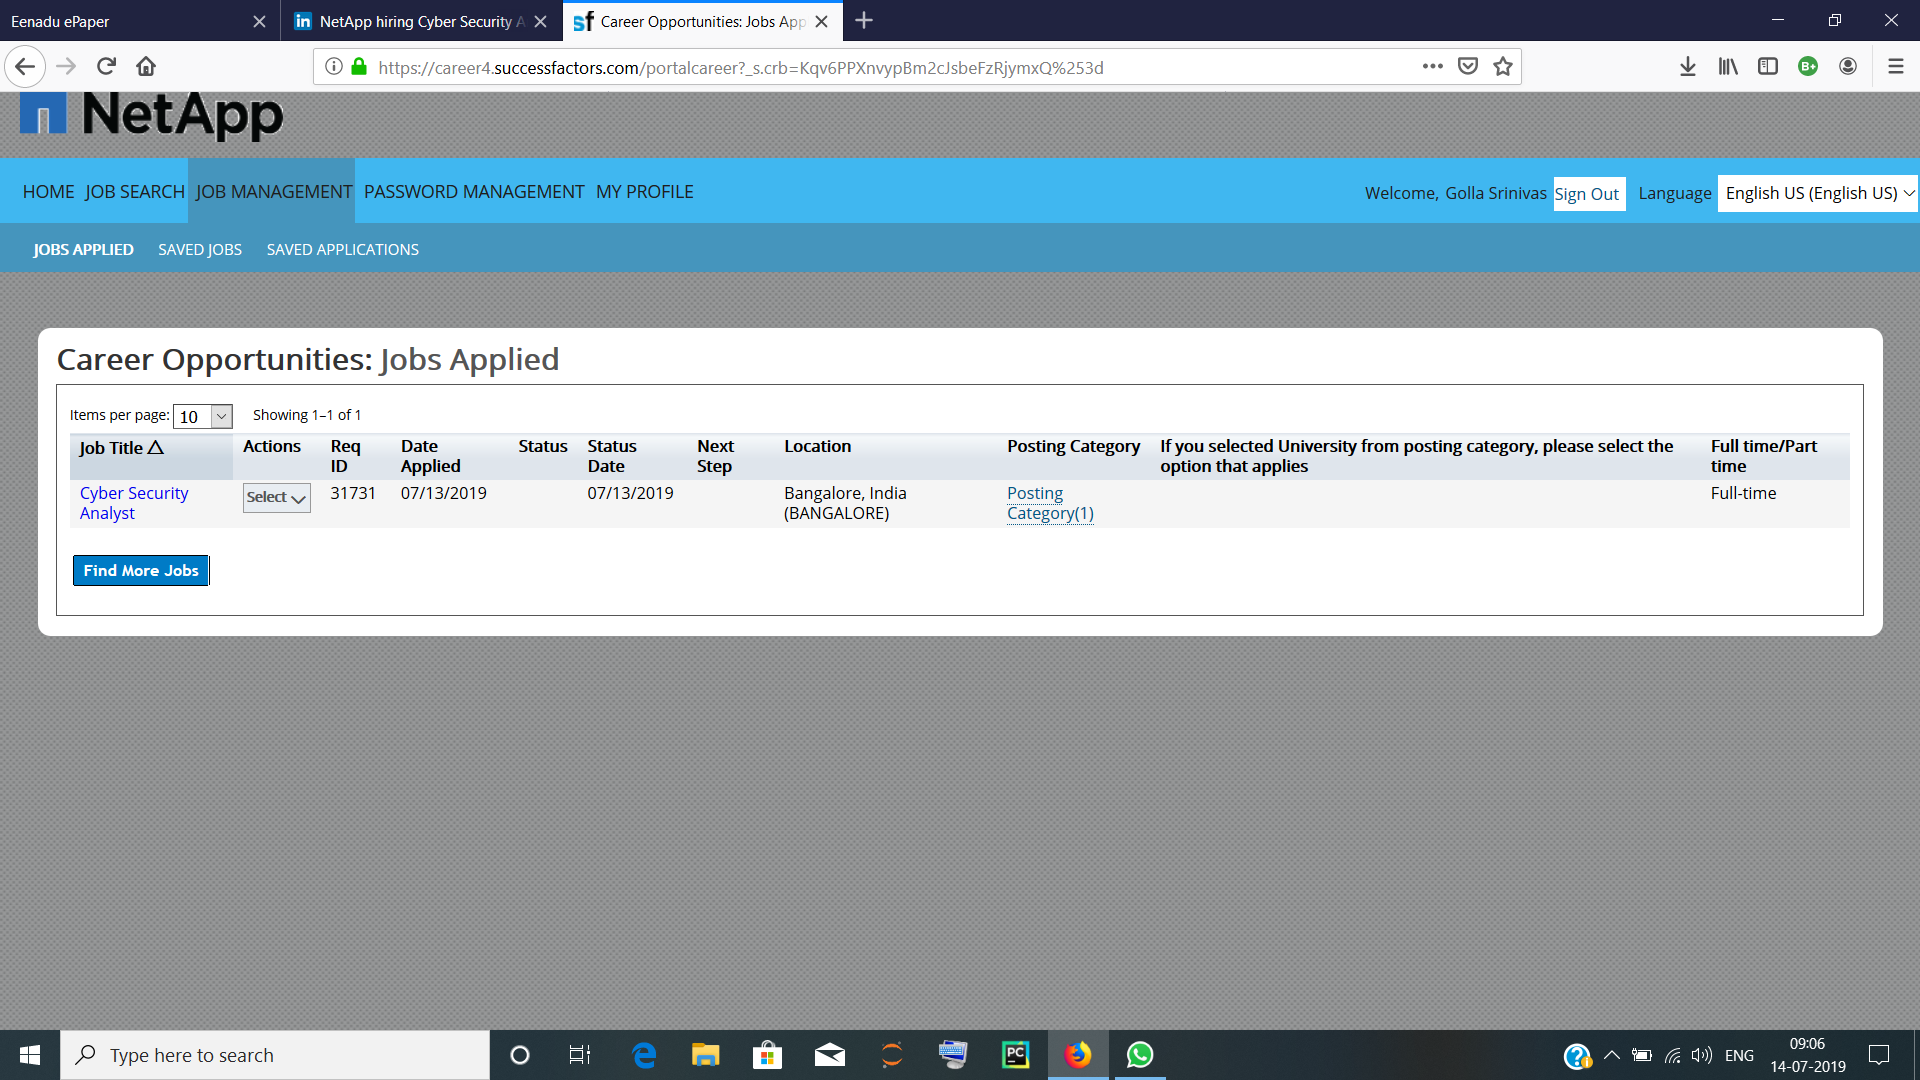 Eenadu ePaper
NetApp hiring Cyber Security A
Career Opportunities: Jobs App
https://career4.successfactors.com/portalcareer?_s.crb=Kqv6PPXnvypBm2cJsbeFzRjymxQ%253d
NetApp
HOME JOB SEARCH JOB MANAGEMENT PASSWORD MANAGEMENT MY PROFILE
Welcome, Golla Srinivas Sign Out Language English US (English US)
JOBS APPLIED SAVED JOBS SAVED APPLICATIONS
Career Opportunities: Jobs Applied
Items per page: 10 Showing 1–1 of 1
Job Title Actions Req ID Date Applied Status Status Date Next Step Location Posting Category If you selected University from posting category, please select the option that applies Full time/Part time
Cyber Security Analyst Select 31731 07/13/2019 07/13/2019 Bangalore, India (BANGALORE) Posting Category(1) Full-time
Find More Jobs
Type here to search
ENG
09:06
14-07-2019